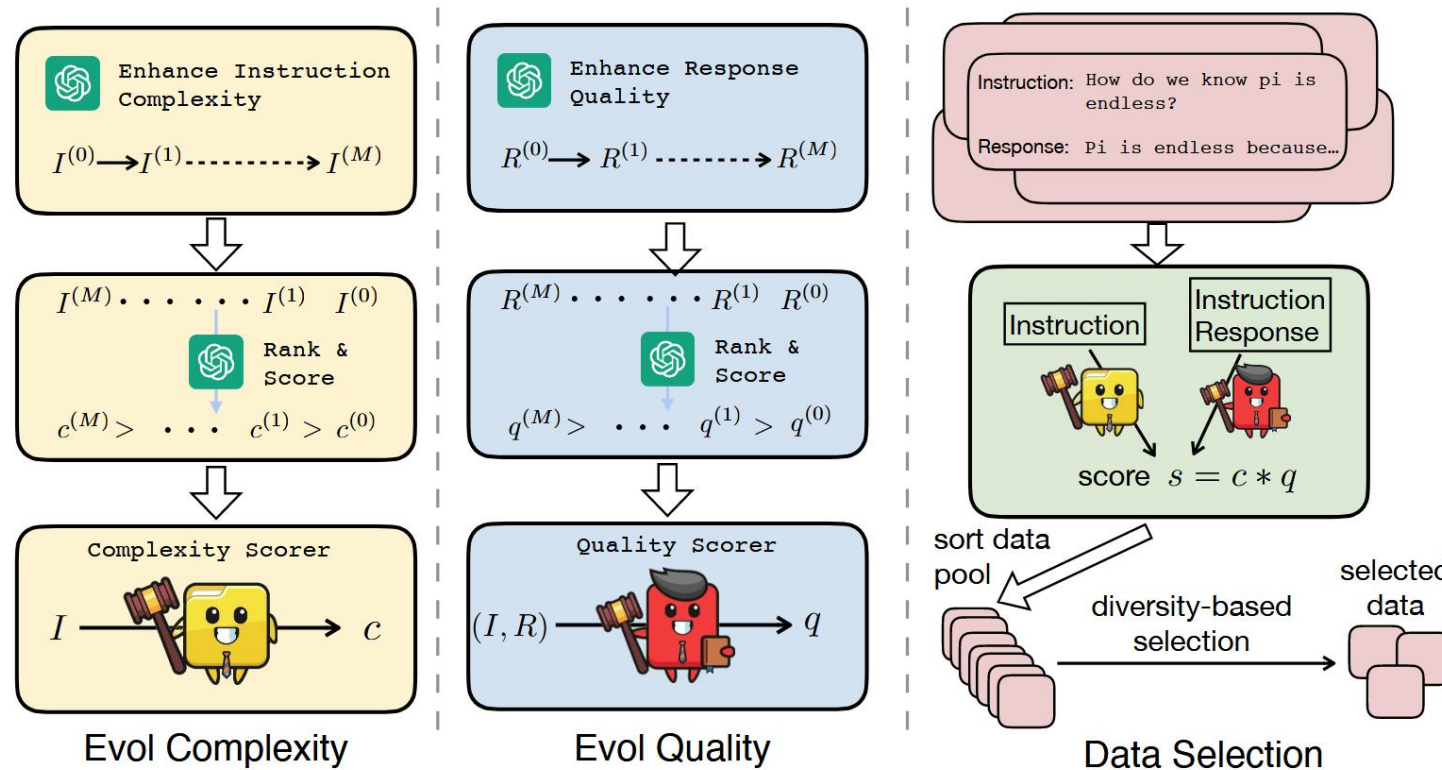 Enhance Instruction
Complexity
I^{(0)} → I^{(1)} ⇢ I^{(M)}
I^{(M)} · · · · · · I^{(1)} I^{(0)}
Rank &
Score
c^{(M)} > · · · c^{(1)} > c^{(0)}
Complexity Scorer
I → c
Evol Complexity
Enhance Response
Quality
R^{(0)} → R^{(1)} ⇢ R^{(M)}
R^{(M)} · · · · · · R^{(1)} R^{(0)}
Rank &
Score
q^{(M)} > · · · q^{(1)} > q^{(0)}
Quality Scorer
(I, R) → q
Evol Quality
Instruction: How do we know pi is
endless?
Response: Pi is endless because…
Instruction
Instruction
Response
score s = c * q
sort data
pool
diversity-based
selection
selected
data
Data Selection